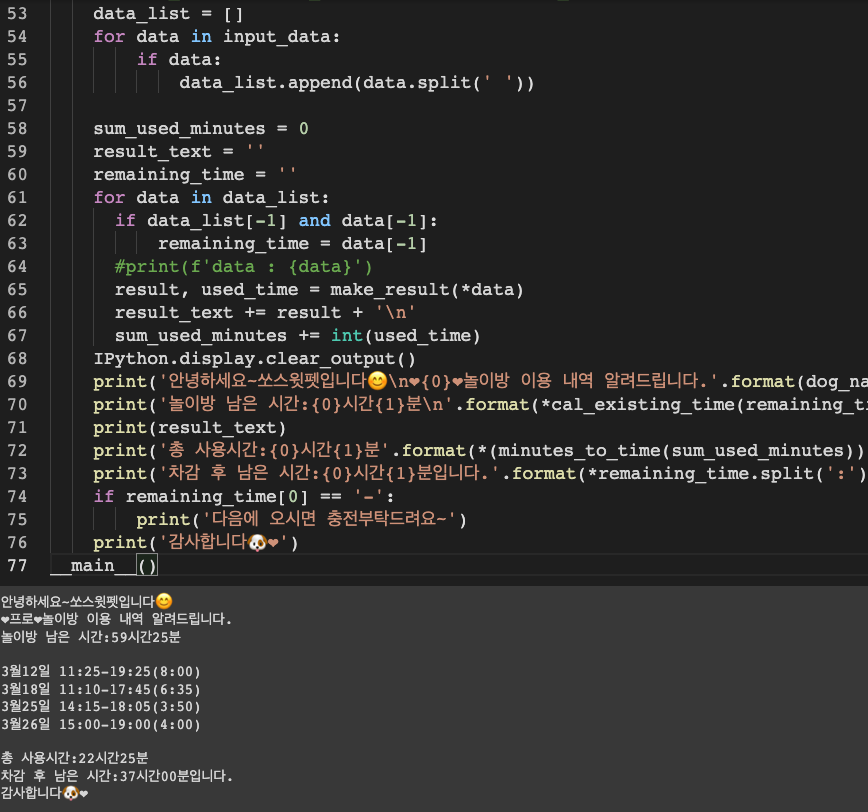 53 data_list = []
54 for data in input_data:
55 if data:
56 data_list.append(data.split(' '))
57
58 sum_used_minutes = 0
59 result_text = ''
60 remaining_time = ''
61 for data in data_list:
62 if data_list[-1] and data[-1]:
63 remaining_time = data[-1]
64 #print(f'data : {data}')
65 result, used_time = make_result(*data)
66 result_text += result + '\n'
67 sum_used_minutes += int(used_time)
68 IPython.display.clear_output()
69 print('안녕하세요~쏘스윗펫입니다😊\n❤{0}❤놀이방 이용 내역 알려드립니다.'.format(dog_na
70 print('놀이방 남은 시간:{0}시간{1}분\n'.format(*cal_existing_time(remaining_ti
71 print(result_text)
72 print('총 사용시간:{0}시간{1}분'.format(*(minutes_to_time(sum_used_minutes))
73 print('차감 후 남은 시간:{0}시간{1}분입니다.'.format(*remaining_time.split(':')
74 if remaining_time[0] == '-':
75 print('다음에 오시면 충전부탁드려요~')
76 print('감사합니다🐶❤')
77 __main__()
안녕하세요~쏘스윗펫입니다😊
❤프로❤놀이방 이용 내역 알려드립니다.
놀이방 남은 시간:59시간25분
3월12일 11:25-19:25(8:00)
3월18일 11:10-17:45(6:35)
3월25일 14:15-18:05(3:50)
3월26일 15:00-19:00(4:00)
총 사용시간:22시간25분
차감 후 남은 시간:37시간00분입니다.
감사합니다🐶❤